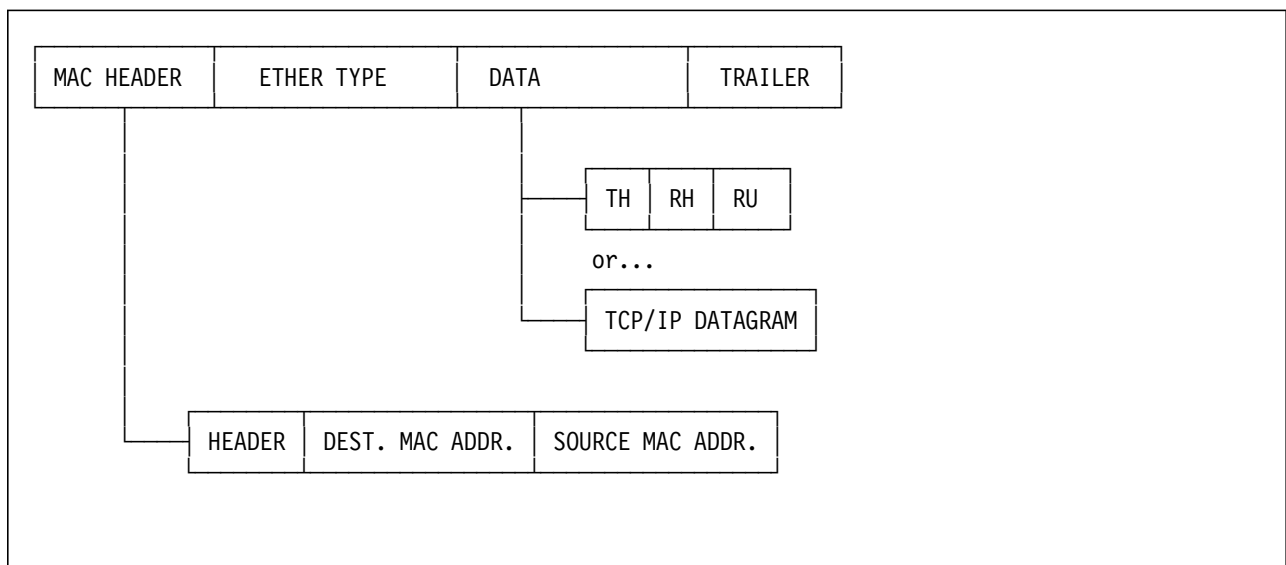 MAC HEADER ETHER TYPE DATA TRAILER
TH RH RU
or...
TCP/IP DATAGRAM
HEADER DEST. MAC ADDR. SOURCE MAC ADDR.